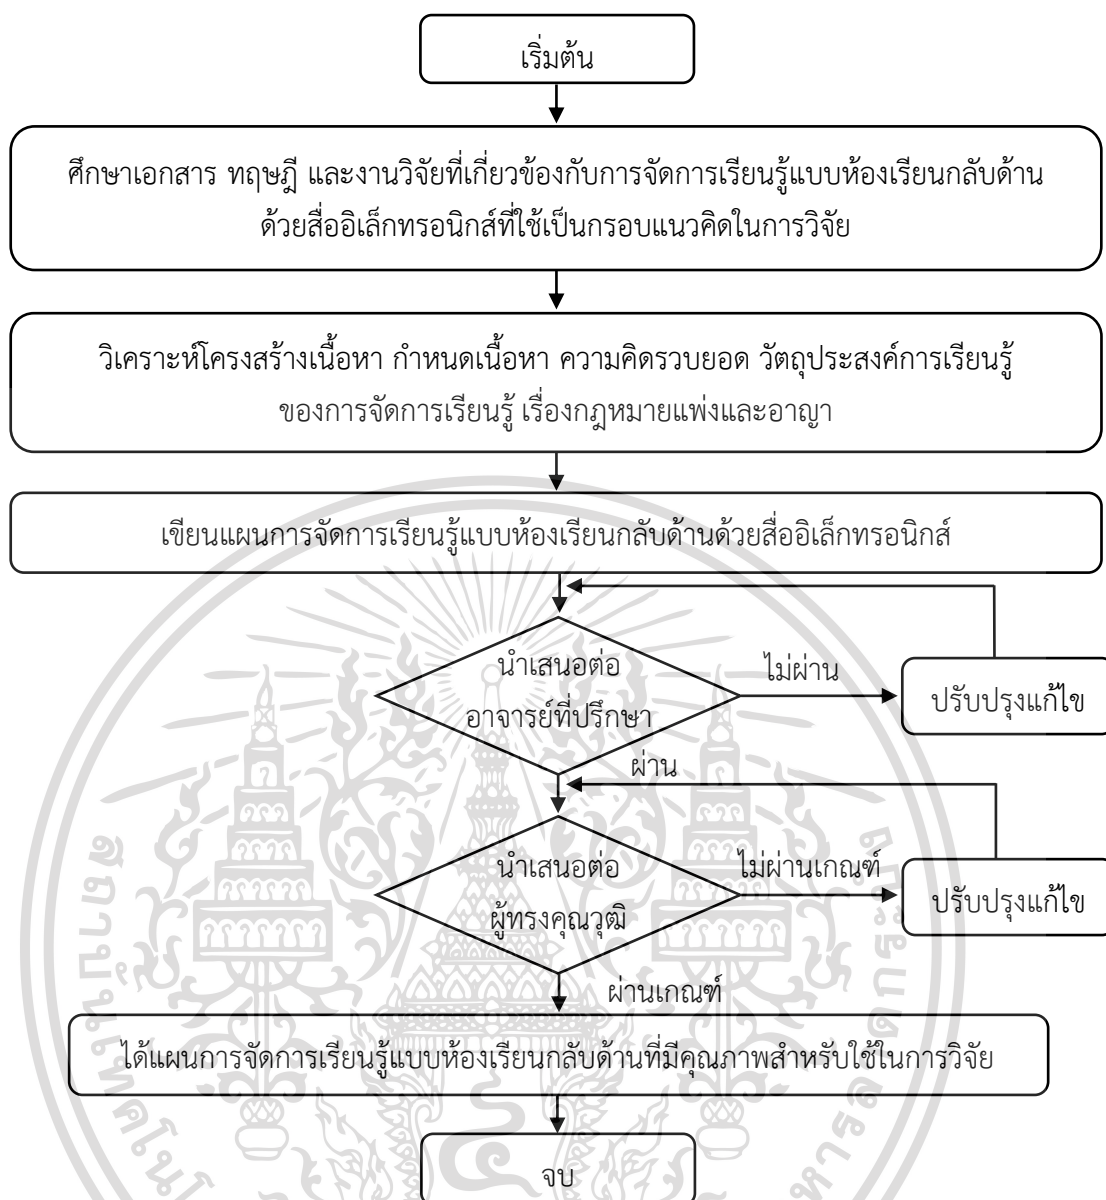 เริ่มต้น
ศึกษาเอกสาร ทฤษฎี และงานวิจัยที่เกี่ยวข้องกับการจัดการเรียนรู้แบบห้องเรียนกลับด้าน
ด้วยสื่ออิเล็กทรอนิกส์ที่ใช้เป็นกรอบแนวคิดในการวิจัย
วิเคราะห์โครงสร้างเนื้อหา กำหนดเนื้อหา ความคิดรวบยอด วัตถุประสงค์การเรียนรู้
ของการจัดการเรียนรู้ เรื่องกฎหมายแพ่งและอาญา
เขียนแผนการจัดการเรียนรู้แบบห้องเรียนกลับด้านด้วยสื่ออิเล็กทรอนิกส์
นำเสนอต่อ
อาจารย์ที่ปรึกษา
ไม่ผ่าน
ปรับปรุงแก้ไข
ผ่าน
นำเสนอต่อ
ผู้ทรงคุณวุฒิ
ไม่ผ่านเกณฑ์
ปรับปรุงแก้ไข
ผ่านเกณฑ์
ได้แผนการจัดการเรียนรู้แบบห้องเรียนกลับด้านที่มีคุณภาพสำหรับใช้ในการวิจัย
จบ